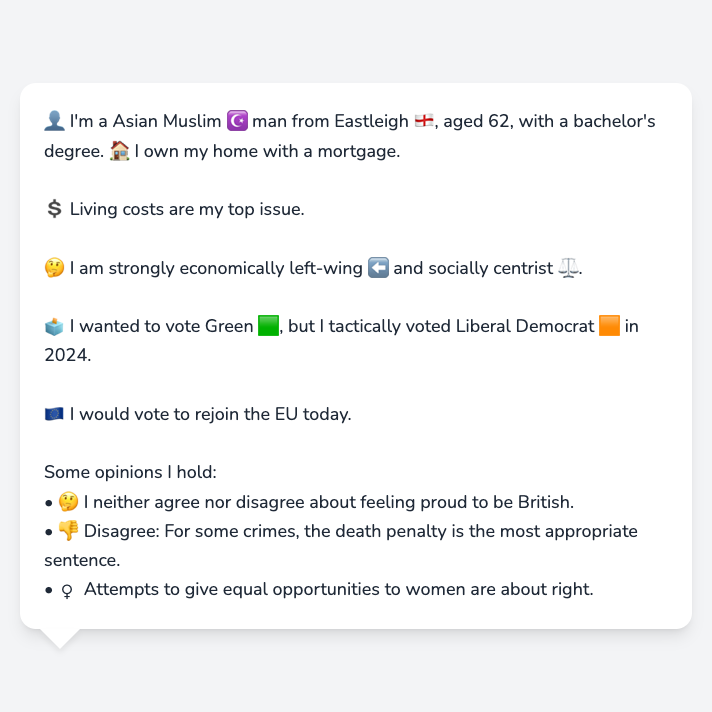 👤 I'm a Asian Muslim ☪️ man from Eastleigh 🏴󠁧󠁢󠁥󠁮󠁧󠁿, aged 62, with a bachelor's
degree. 🏠 I own my home with a mortgage.
💲 Living costs are my top issue.
🤔 I am strongly economically left-wing ⬅️ and socially centrist ⚖️.
🗳️ I wanted to vote Green 🟩, but I tactically voted Liberal Democrat 🟧 in
2024.
🇪🇺 I would vote to rejoin the EU today.
Some opinions I hold:
• 🤔 I neither agree nor disagree about feeling proud to be British.
• 👎 Disagree: For some crimes, the death penalty is the most appropriate
sentence.
• ♀ Attempts to give equal opportunities to women are about right.